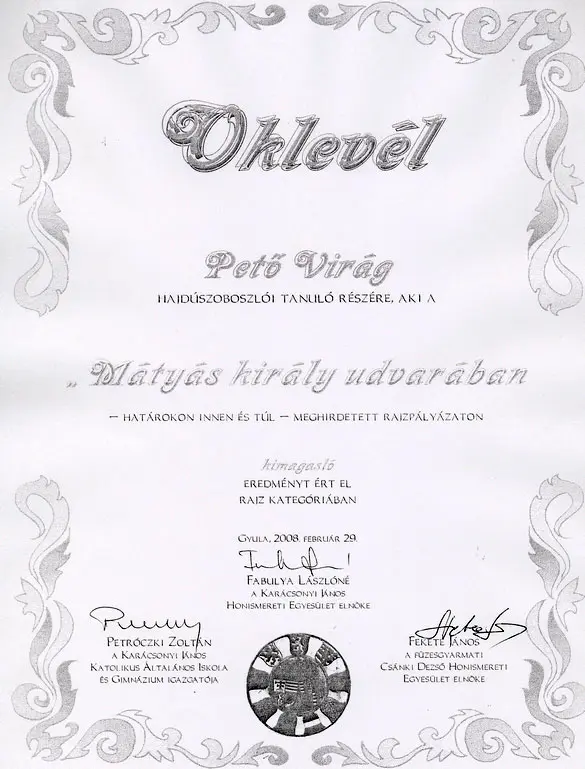 Oklevél
Pető Virág
HAJDÚSZOBOSZLÓI TANULÓ RÉSZÉRE, AKI A
„ Mátyás király udvarában
– HATÁROKON INNEN ÉS TÚL – MEGHIRDETETT RAJZPÁLYÁZATON
kimagasló
EREDMÉNYT ÉRT EL
RAJZ KATEGÓRIÁBAN
GYULA, 2008. FEBRUÁR 29.
FABULYA LÁSZLÓNÉ
A KARÁCSONYI JÁNOS
HONISMERETI EGYESÜLET ELNÖKE
PETRÓCZKI ZOLTÁN
A KARÁCSONYI JÁNOS
KATOLIKUS ÁLTALÁNOS ISKOLA
ÉS GIMNÁZIUM IGAZGATÓJA
FEKETE JÁNOS
A FÜZESGYARMATI
CSÁNKI DEZSŐ HONISMERETI
EGYESÜLET ELNÖKE